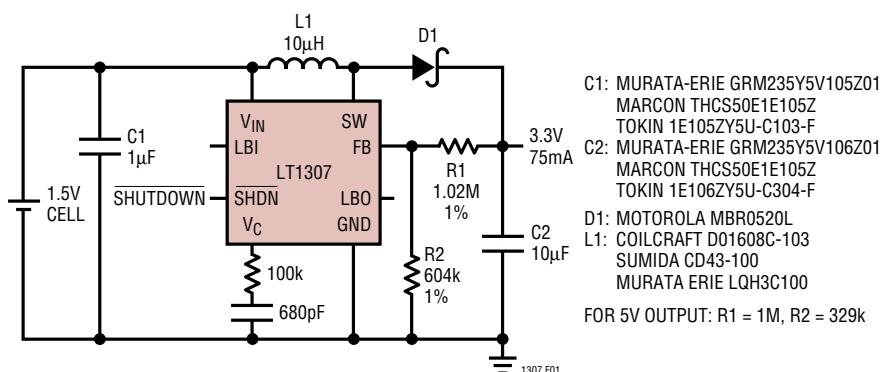 L1
10µH
D1
C1
1µF
1.5V
CELL
SHUTDOWN
VIN
SW
LBI
FB
LT1307
SHDN
LBO
VC
GND
100k
680pF
R1
1.02M
1%
R2
604k
1%
3.3V
75mA
C2
10µF
C1: MURATA-ERIE GRM235Y5V105Z01
MARCON THCS50E1E105Z
TOKIN 1E105ZY5U-C103-F
C2: MURATA-ERIE GRM235Y5V106Z01
MARCON THCS50E1E105Z
TOKIN 1E106ZY5U-C304-F
D1: MOTOROLA MBR0520L
L1: COILCRAFT D01608C-103
SUMIDA CD43-100
MURATA ERIE LQH3C100
FOR 5V OUTPUT: R1 = 1M, R2 = 329k
1307 F01